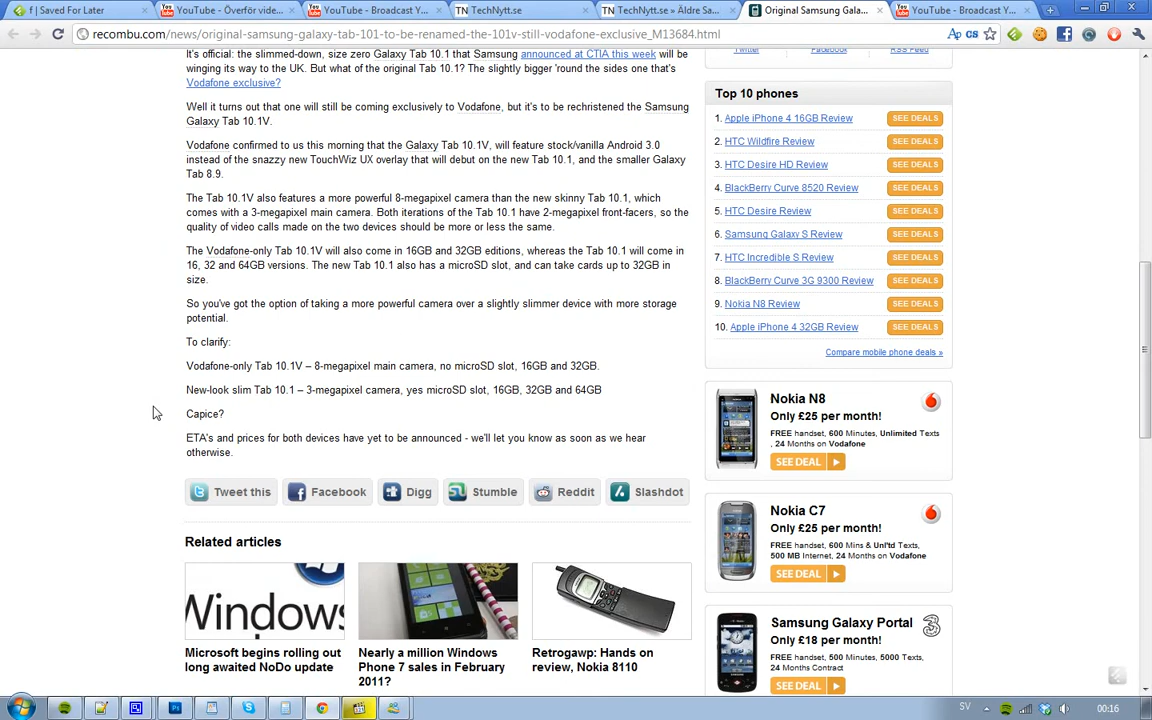 f | Saved For Later
YouTube - Överför vide...
YouTube - Broadcast Y...
TechNytt.se
TechNytt.se » Äldre Sa...
Original Samsung Gala...
YouTube - Broadcast Y...
recombu.com/news/original-samsung-galaxy-tab-101-to-be-renamed-the-101v-still-vodafone-exclusive_M13684.html
It's official: the slimmed-down, size zero Galaxy Tab 10.1 that Samsung announced at CTIA this week will
winging its way to the UK. But what of the original Tab 10.1? The slightly bigger 'round the sides one that's
Vodafone exclusive?
Well it turns out that one will still be coming exclusively to Vodafone, but it's to be rechristened the Samsung
Galaxy Tab 10.1V.
Vodafone confirmed to us this morning that the Galaxy Tab 10.1V, will feature stock/vanilla Android 3.0
instead of the snazzy new TouchWiz UX overlay that will debut on the new Tab 10.1, and the smaller Galaxy
Tab 8.9.
The Tab 10.1V also features a more powerful 8-megapixel camera than the new skinny Tab 10.1, which
comes with a 3-megapixel main camera. Both iterations of the Tab 10.1 have 2-megapixel front-facers, so the
quality of video calls made on the two devices should be more or less the same.
The Vodafone-only Tab 10.1V will also come in 16GB and 32GB editions, whereas the Tab 10.1 will come in
16, 32 and 64GB versions. The new Tab 10.1 also has a microSD slot, and can take cards up to 32GB in
size.
So you've got the option of taking a more powerful camera over a slightly slimmer device with more storage
potential.
To clarify:
Vodafone-only Tab 10.1V – 8-megapixel main camera, no microSD slot, 16GB and 32GB.
New-look slim Tab 10.1 – 3-megapixel camera, yes microSD slot, 16GB, 32GB and 64GB
Capice?
ETA's and prices for both devices have yet to be announced - we'll let you know as soon as we hear
otherwise.
Tweet this
Facebook
Digg
Stumble
Reddit
Slashdot
Related articles
Windows
Microsoft begins rolling out
long awaited NoDo update
Nearly a million Windows
Phone 7 sales in February
2011?
Retrogawp: Hands on
review, Nokia 8110
Twitter
Facebook
RSS Feed
Top 10 phones
1. Apple iPhone 4 16GB Review SEE DEALS
2. HTC Wildfire Review SEE DEALS
3. HTC Desire HD Review SEE DEALS
4. BlackBerry Curve 8520 Review SEE DEALS
5. HTC Desire Review SEE DEALS
6. Samsung Galaxy S Review SEE DEALS
7. HTC Incredible S Review SEE DEALS
8. BlackBerry Curve 3G 9300 Review SEE DEALS
9. Nokia N8 Review SEE DEALS
10. Apple iPhone 4 32GB Review SEE DEALS
Compare mobile phone deals »
Nokia N8
Only £25 per month!
FREE handset, 600 Minutes, Unlimited Texts
, 24 Months on Vodafone
SEE DEAL
Nokia C7
Only £25 per month!
FREE handset, 600 Mins, Unl'td Texts,
500 MB Internet, 24 Months on Vodafone
SEE DEAL
Samsung Galaxy Portal
Only £18 per month!
FREE handset, 500 Minutes, 5000 Texts,
24 Months Contract
SEE DEAL
SV
00:16